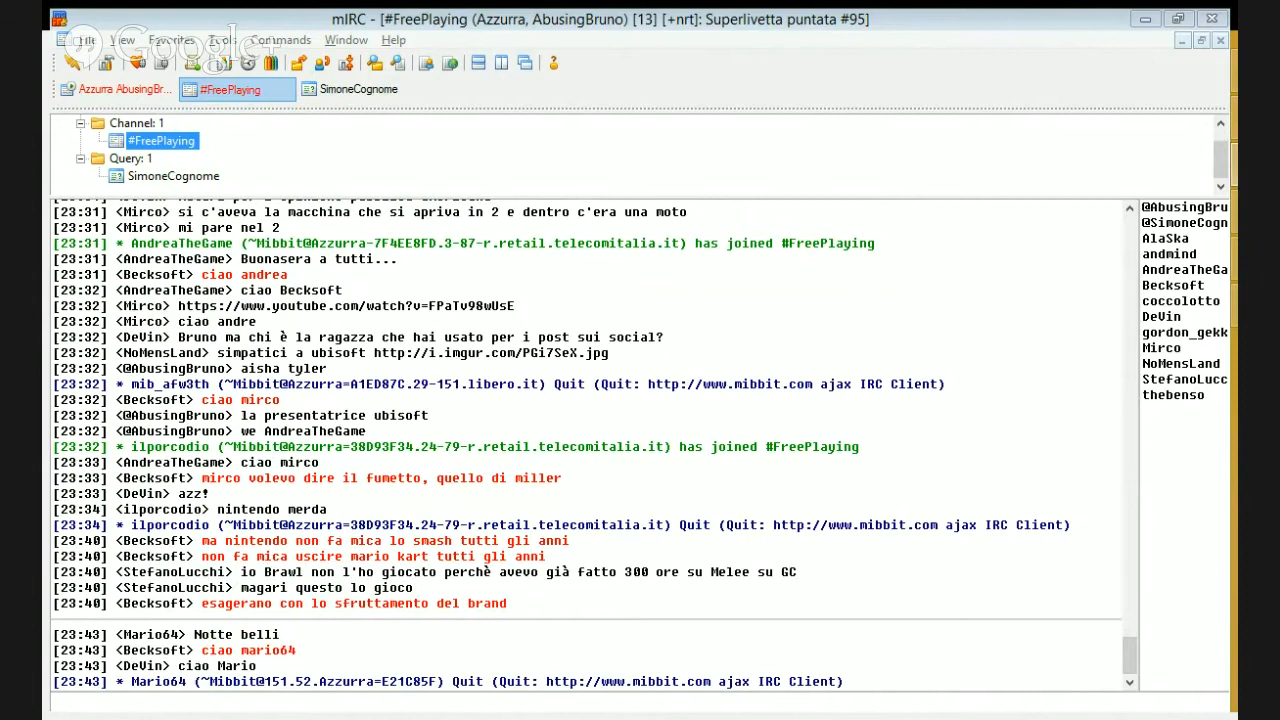 mIRC - [#FreePlaying (Azzurra, AbusingBruno) [13] [+nrt]: Superlivetta puntata #95]
File View Favorites Tools Commands Window Help
Google+
Azzurra AbusingBr... #FreePlaying SimoneCognome
Channel: 1
#FreePlaying
Query: 1
SimoneCognome
[23:31] <Mirco> si c'aveva la macchina che si apriva in 2 e dentro c'era una moto
[23:31] <Mirco> mi pare nel 2
[23:31] * AndreaTheGame (~Mibbit@Azzurra-7F4EE8FD.3-87-r.retail.telecomitalia.it) has joined #FreePlaying
[23:31] <AndreaTheGame> Buonasera a tutti...
[23:31] <Becksoft> ciao andrea
[23:32] <AndreaTheGame> ciao Becksoft
[23:32] <Mirco> https://www.youtube.com/watch?v=FPaTv98wUsE
[23:32] <Mirco> ciao andre
[23:32] <DeVin> Bruno ma chi è la ragazza che hai usato per i post sui social?
[23:32] <NoMensLand> simpatici a ubisoft http://i.imgur.com/PGi7SeX.jpg
[23:32] <@AbusingBruno> aisha tyler
[23:32] * mib_afw3th (~Mibbit@Azzurra=A1ED87C.29-151.libero.it) Quit (Quit: http://www.mibbit.com ajax IRC Client)
[23:32] <Becksoft> ciao mirco
[23:32] <@AbusingBruno> la presentatrice ubisoft
[23:32] <@AbusingBruno> we AndreaTheGame
[23:32] * ilporcodio (~Mibbit@Azzurra=38D93F34.24-79-r.retail.telecomitalia.it) has joined #FreePlaying
[23:33] <AndreaTheGame> ciao mirco
[23:33] <Becksoft> mirco volevo dire il fumetto, quello di miller
[23:33] <DeVin> azz!
[23:34] <ilporcodio> nintendo merda
[23:34] * ilporcodio (~Mibbit@Azzurra=38D93F34.24-79-r.retail.telecomitalia.it) Quit (Quit: http://www.mibbit.com ajax IRC Client)
[23:40] <Becksoft> ma nintendo non fa mica lo smash tutti gli anni
[23:40] <Becksoft> non fa mica uscire mario kart tutti gli anni
[23:40] <StefanoLucchi> io Brawl non l'ho giocato perchè avevo già fatto 300 ore su Melee su GC
[23:40] <StefanoLucchi> magari questo lo gioco
[23:40] <Becksoft> esagerano con lo sfruttamento del brand
[23:43] <Mario64> Notte belli
[23:43] <Becksoft> ciao mario64
[23:43] <DeVin> ciao Mario
[23:43] * Mario64 (~Mibbit@151.52.Azzurra=E21C85F) Quit (Quit: http://www.mibbit.com ajax IRC Client)
@AbusingBru
@SimoneCogn
AlaSka
andmind
AndreaTheGa
Becksoft
coccolotto
DeVin
gordon_gekk
Mirco
NoMensLand
StefanoLucc
thebenso